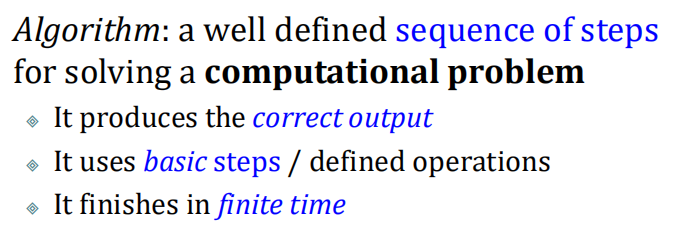 Algorithm: a well defined sequence of steps
for solving a computational problem
It produces the correct output
It uses basic steps / defined operations
It finishes in finite time